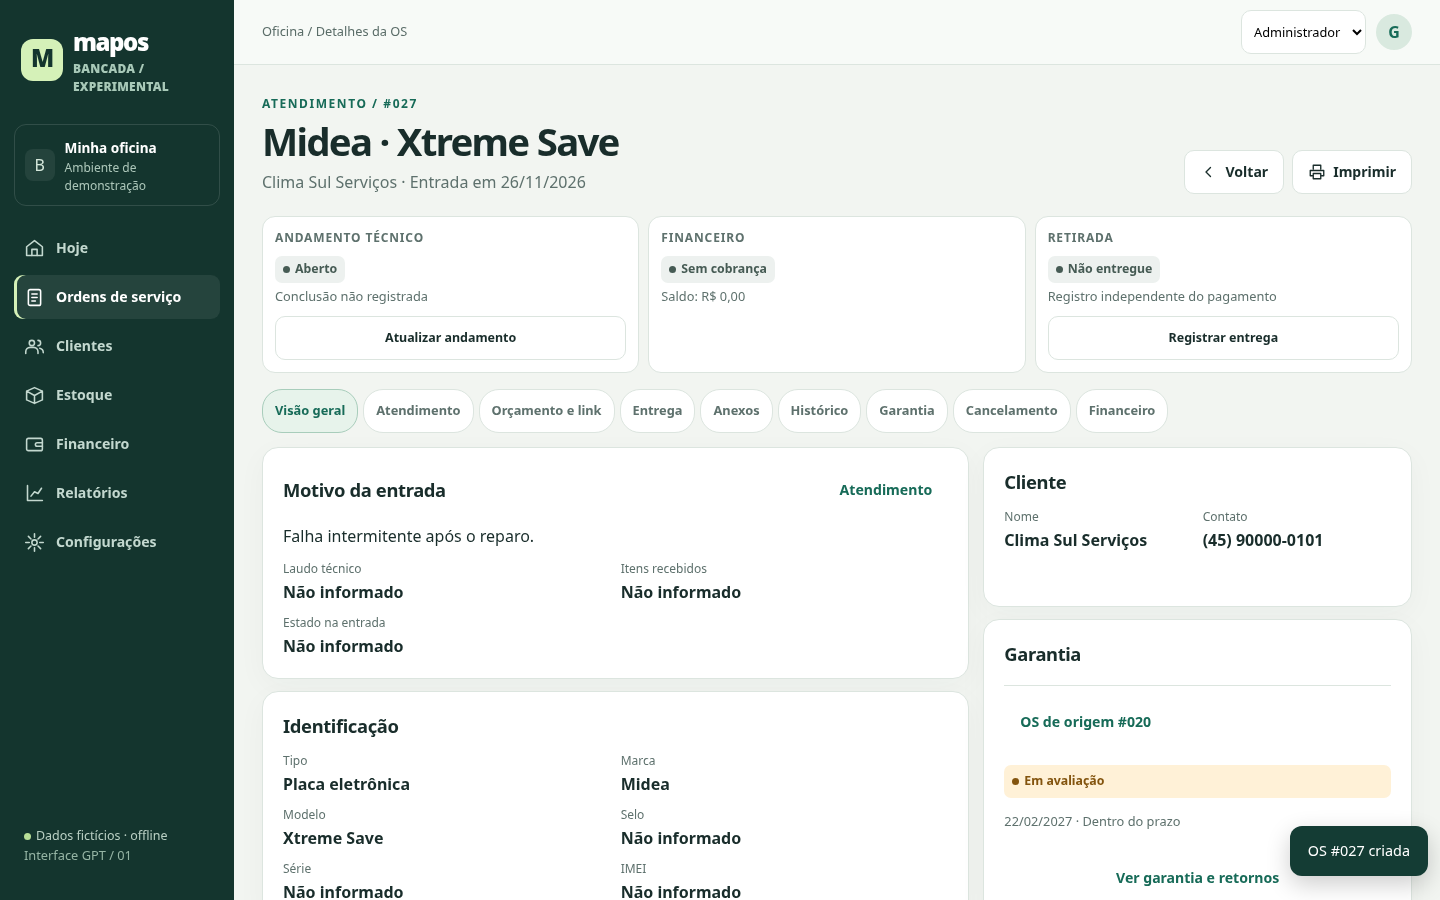 M
mapos
BANCADA /
EXPERIMENTAL
B
Minha oficina
Ambiente de
demonstração
Hoje
Ordens de serviço
Clientes
Estoque
Financeiro
Relatórios
Configurações
Dados fictícios · offline
Interface GPT / 01
Oficina / Detalhes da OS
Administrador
G
ATENDIMENTO / #027
Midea · Xtreme Save
Clima Sul Serviços · Entrada em 26/11/2026
Voltar
Imprimir
ANDAMENTO TÉCNICO
Aberto
Conclusão não registrada
Atualizar andamento
FINANCEIRO
Sem cobrança
Saldo: R$ 0,00
RETIRADA
Não entregue
Registro independente do pagamento
Registrar entrega
Visão geral
Atendimento
Orçamento e link
Entrega
Anexos
Histórico
Garantia
Cancelamento
Financeiro
Motivo da entrada
Atendimento
Falha intermitente após o reparo.
Laudo técnico
Não informado
Itens recebidos
Não informado
Estado na entrada
Não informado
Identificação
Tipo
Placa eletrônica
Marca
Midea
Modelo
Xtreme Save
Selo
Não informado
Série
Não informado
IMEI
Não informado
Cliente
Nome
Clima Sul Serviços
Contato
(45) 90000-0101
Garantia
OS de origem #020
Em avaliação
22/02/2027 · Dentro do prazo
Ver garantia e retornos
OS #027 criada